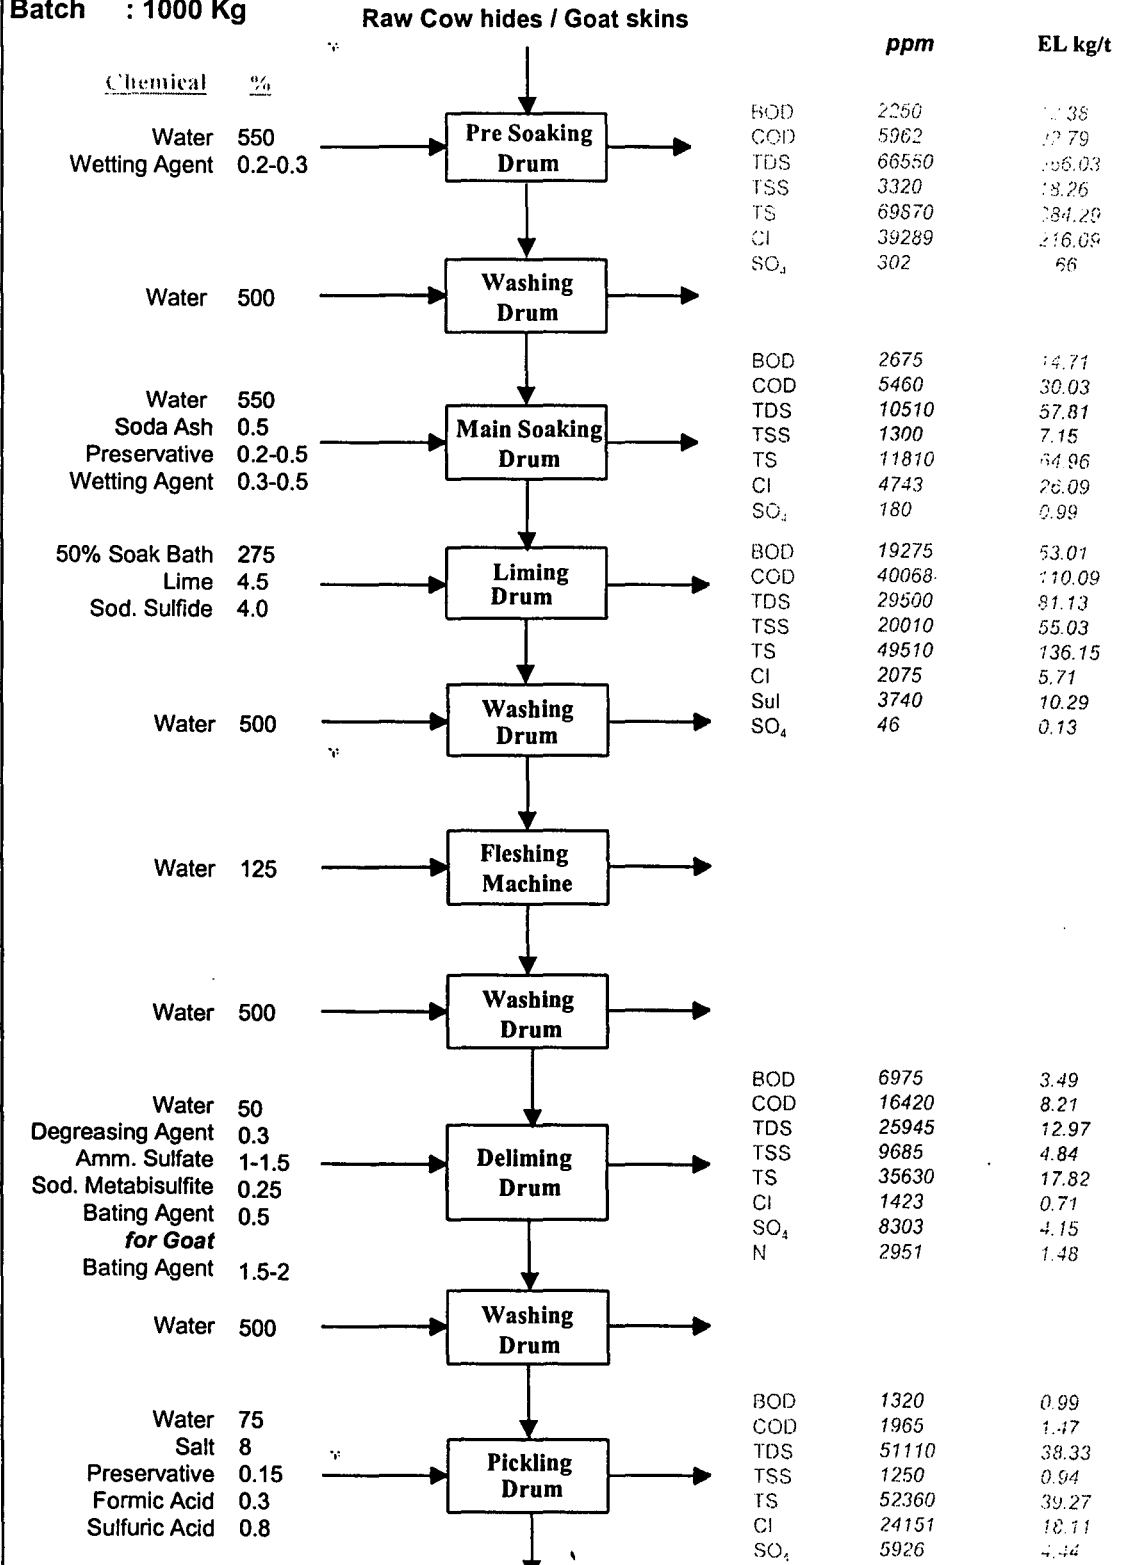 Batch : 1000 Kg
Raw Cow hides / Goat skins
ppm EL kg/t
Chemical %
Water 550
Wetting Agent 0.2-0.3
Pre Soaking
Drum
BOD 2250
COD 5962
TDS 66550
TSS 3320
TS 69870
Cl 39289
SO₄ 302
Water 500
Washing
Drum
Water 550
Soda Ash 0.5
Preservative 0.2-0.5
Wetting Agent 0.3-0.5
Main Soaking
Drum
BOD 2675 14.71
COD 5460 30.03
TDS 10510 57.81
TSS 1300 7.15
TS 11810 64.96
Cl 4743 26.09
SO₄ 180 0.99
50% Soak Bath 275
Lime 4.5
Sod. Sulfide 4.0
Liming
Drum
BOD 19275 53.01
COD 40068 110.09
TDS 29500 81.13
TSS 20010 55.03
TS 49510 136.15
Cl 2075 5.71
Sul 3740 10.29
SO₄ 46 0.13
Water 500
Washing
Drum
Water 125
Fleshing
Machine
Water 500
Washing
Drum
Water 50
Degreasing Agent 0.3
Amm. Sulfate 1-1.5
Sod. Metabisulfite 0.25
Bating Agent 0.5
for Goat
Bating Agent 1.5-2
Deliming
Drum
BOD 6975 3.49
COD 16420 8.21
TDS 25945 12.97
TSS 9685 4.84
TS 35630 17.82
Cl 1423 0.71
SO₄ 8303 4.15
N 2951 1.48
Water 500
Washing
Drum
Water 75
Salt 8
Preservative 0.15
Formic Acid 0.3
Sulfuric Acid 0.8
Pickling
Drum
BOD 1320 0.99
COD 1965 1.47
TDS 51110 38.33
TSS 1250 0.94
TS 52360 39.27
Cl 24151 18.11
SO₄ 5926 4.44